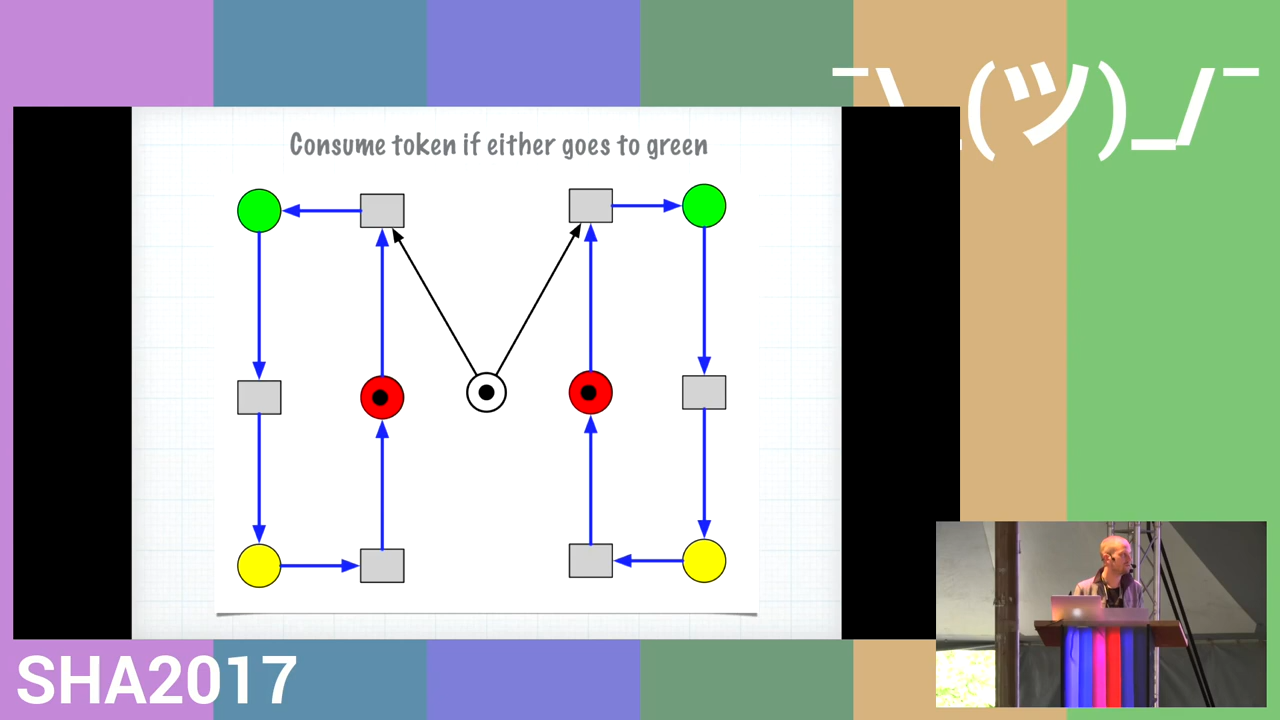 ¯\_(ツ)_/¯
Consume token if either goes to green
SHA2017